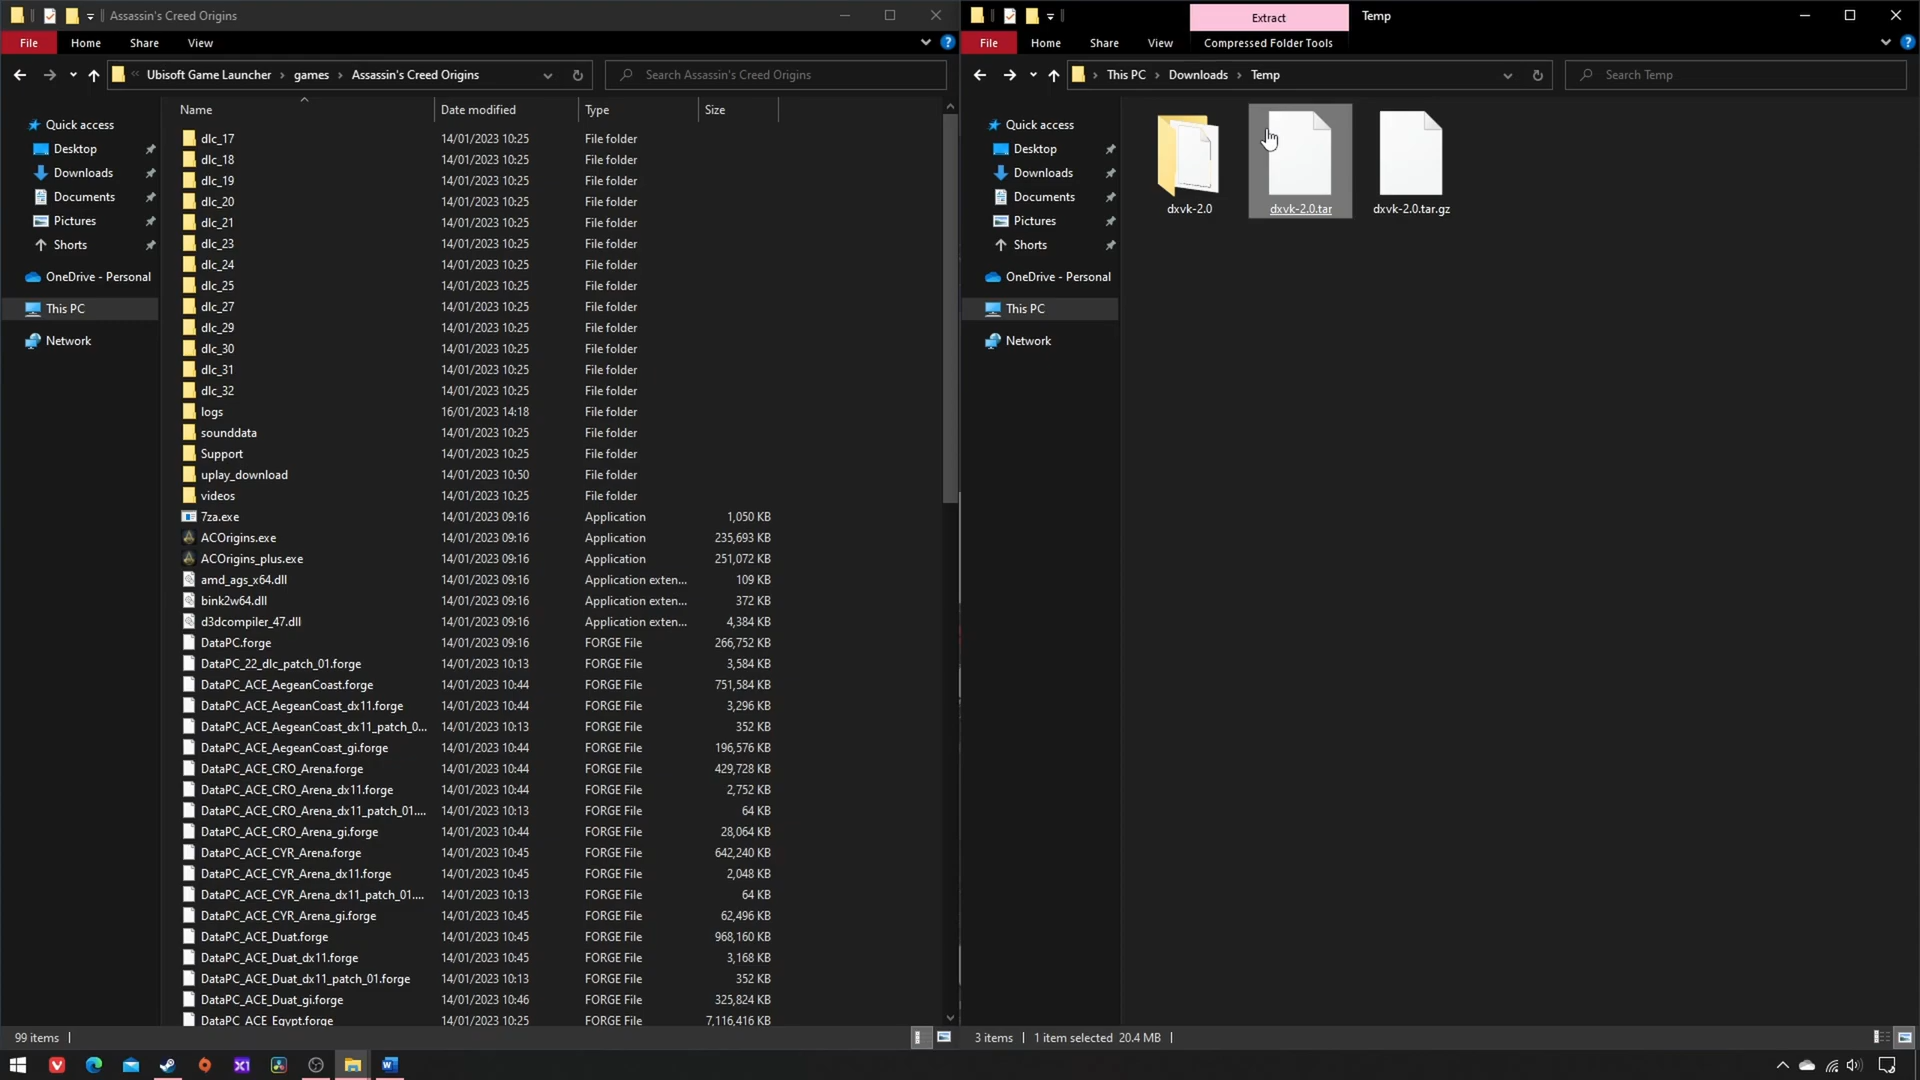 Assassin's Creed Origins
File Home Share View
Ubisoft Game Launcher games Assassin's Creed Origins
Search Assassin's Creed Origins
Quick access
Desktop
Downloads
Documents
Pictures
Shorts
OneDrive - Personal
This PC
Network
Name Date modified Type Size
dlc_17 14/01/2023 10:25 File folder
dlc_18 14/01/2023 10:25 File folder
dlc_19 14/01/2023 10:25 File folder
dlc_20 14/01/2023 10:25 File folder
dlc_21 14/01/2023 10:25 File folder
dlc_23 14/01/2023 10:25 File folder
dlc_24 14/01/2023 10:25 File folder
dlc_25 14/01/2023 10:25 File folder
dlc_27 14/01/2023 10:25 File folder
dlc_29 14/01/2023 10:25 File folder
dlc_30 14/01/2023 10:25 File folder
dlc_31 14/01/2023 10:25 File folder
dlc_32 14/01/2023 10:25 File folder
logs 16/01/2023 14:18 File folder
sounddata 14/01/2023 10:25 File folder
Support 14/01/2023 10:25 File folder
uplay_download 14/01/2023 10:50 File folder
videos 14/01/2023 10:25 File folder
7za.exe 14/01/2023 09:16 Application 1,050 KB
ACOrigins.exe 14/01/2023 09:16 Application 235,693 KB
ACOrigins_plus.exe 14/01/2023 09:16 Application 251,072 KB
amd_ags_x64.dll 14/01/2023 09:16 Application exten... 109 KB
bink2w64.dll 14/01/2023 09:16 Application exten... 372 KB
d3dcompiler_47.dll 14/01/2023 09:16 Application exten... 4,384 KB
DataPC.forge 14/01/2023 09:16 FORGE File 266,752 KB
DataPC_22_dlc_patch_01.forge 14/01/2023 10:13 FORGE File 3,584 KB
DataPC_ACE_AegeanCoast.forge 14/01/2023 10:44 FORGE File 751,584 KB
DataPC_ACE_AegeanCoast_dx11.forge 14/01/2023 10:44 FORGE File 3,296 KB
DataPC_ACE_AegeanCoast_dx11_patch_0... 14/01/2023 10:13 FORGE File 352 KB
DataPC_ACE_AegeanCoast_gi.forge 14/01/2023 10:44 FORGE File 196,576 KB
DataPC_ACE_CRO_Arena.forge 14/01/2023 10:44 FORGE File 429,728 KB
DataPC_ACE_CRO_Arena_dx11.forge 14/01/2023 10:44 FORGE File 2,752 KB
DataPC_ACE_CRO_Arena_dx11_patch_01.... 14/01/2023 10:13 FORGE File 64 KB
DataPC_ACE_CRO_Arena_gi.forge 14/01/2023 10:44 FORGE File 28,064 KB
DataPC_ACE_CYR_Arena.forge 14/01/2023 10:45 FORGE File 642,240 KB
DataPC_ACE_CYR_Arena_dx11.forge 14/01/2023 10:45 FORGE File 2,048 KB
DataPC_ACE_CYR_Arena_dx11_patch_01.... 14/01/2023 10:13 FORGE File 64 KB
DataPC_ACE_CYR_Arena_gi.forge 14/01/2023 10:45 FORGE File 62,496 KB
DataPC_ACE_Duat.forge 14/01/2023 10:45 FORGE File 968,160 KB
DataPC_ACE_Duat_dx11.forge 14/01/2023 10:45 FORGE File 3,168 KB
DataPC_ACE_Duat_dx11_patch_01.forge 14/01/2023 10:13 FORGE File 352 KB
DataPC_ACE_Duat_gi.forge 14/01/2023 10:46 FORGE File 325,824 KB
DataPC_ACE_Egypt.forge 14/01/2023 10:25 FORGE File 7,116,416 KB
99 items
Extract Temp
File Home Share View Compressed Folder Tools
This PC Downloads Temp
Search Temp
Quick access
Desktop
Downloads
Documents
Pictures
Shorts
OneDrive - Personal
This PC
Network
dxvk-2.0 dxvk-2.0.tar dxvk-2.0.tar.gz
3 items 1 item selected 20.4 MB